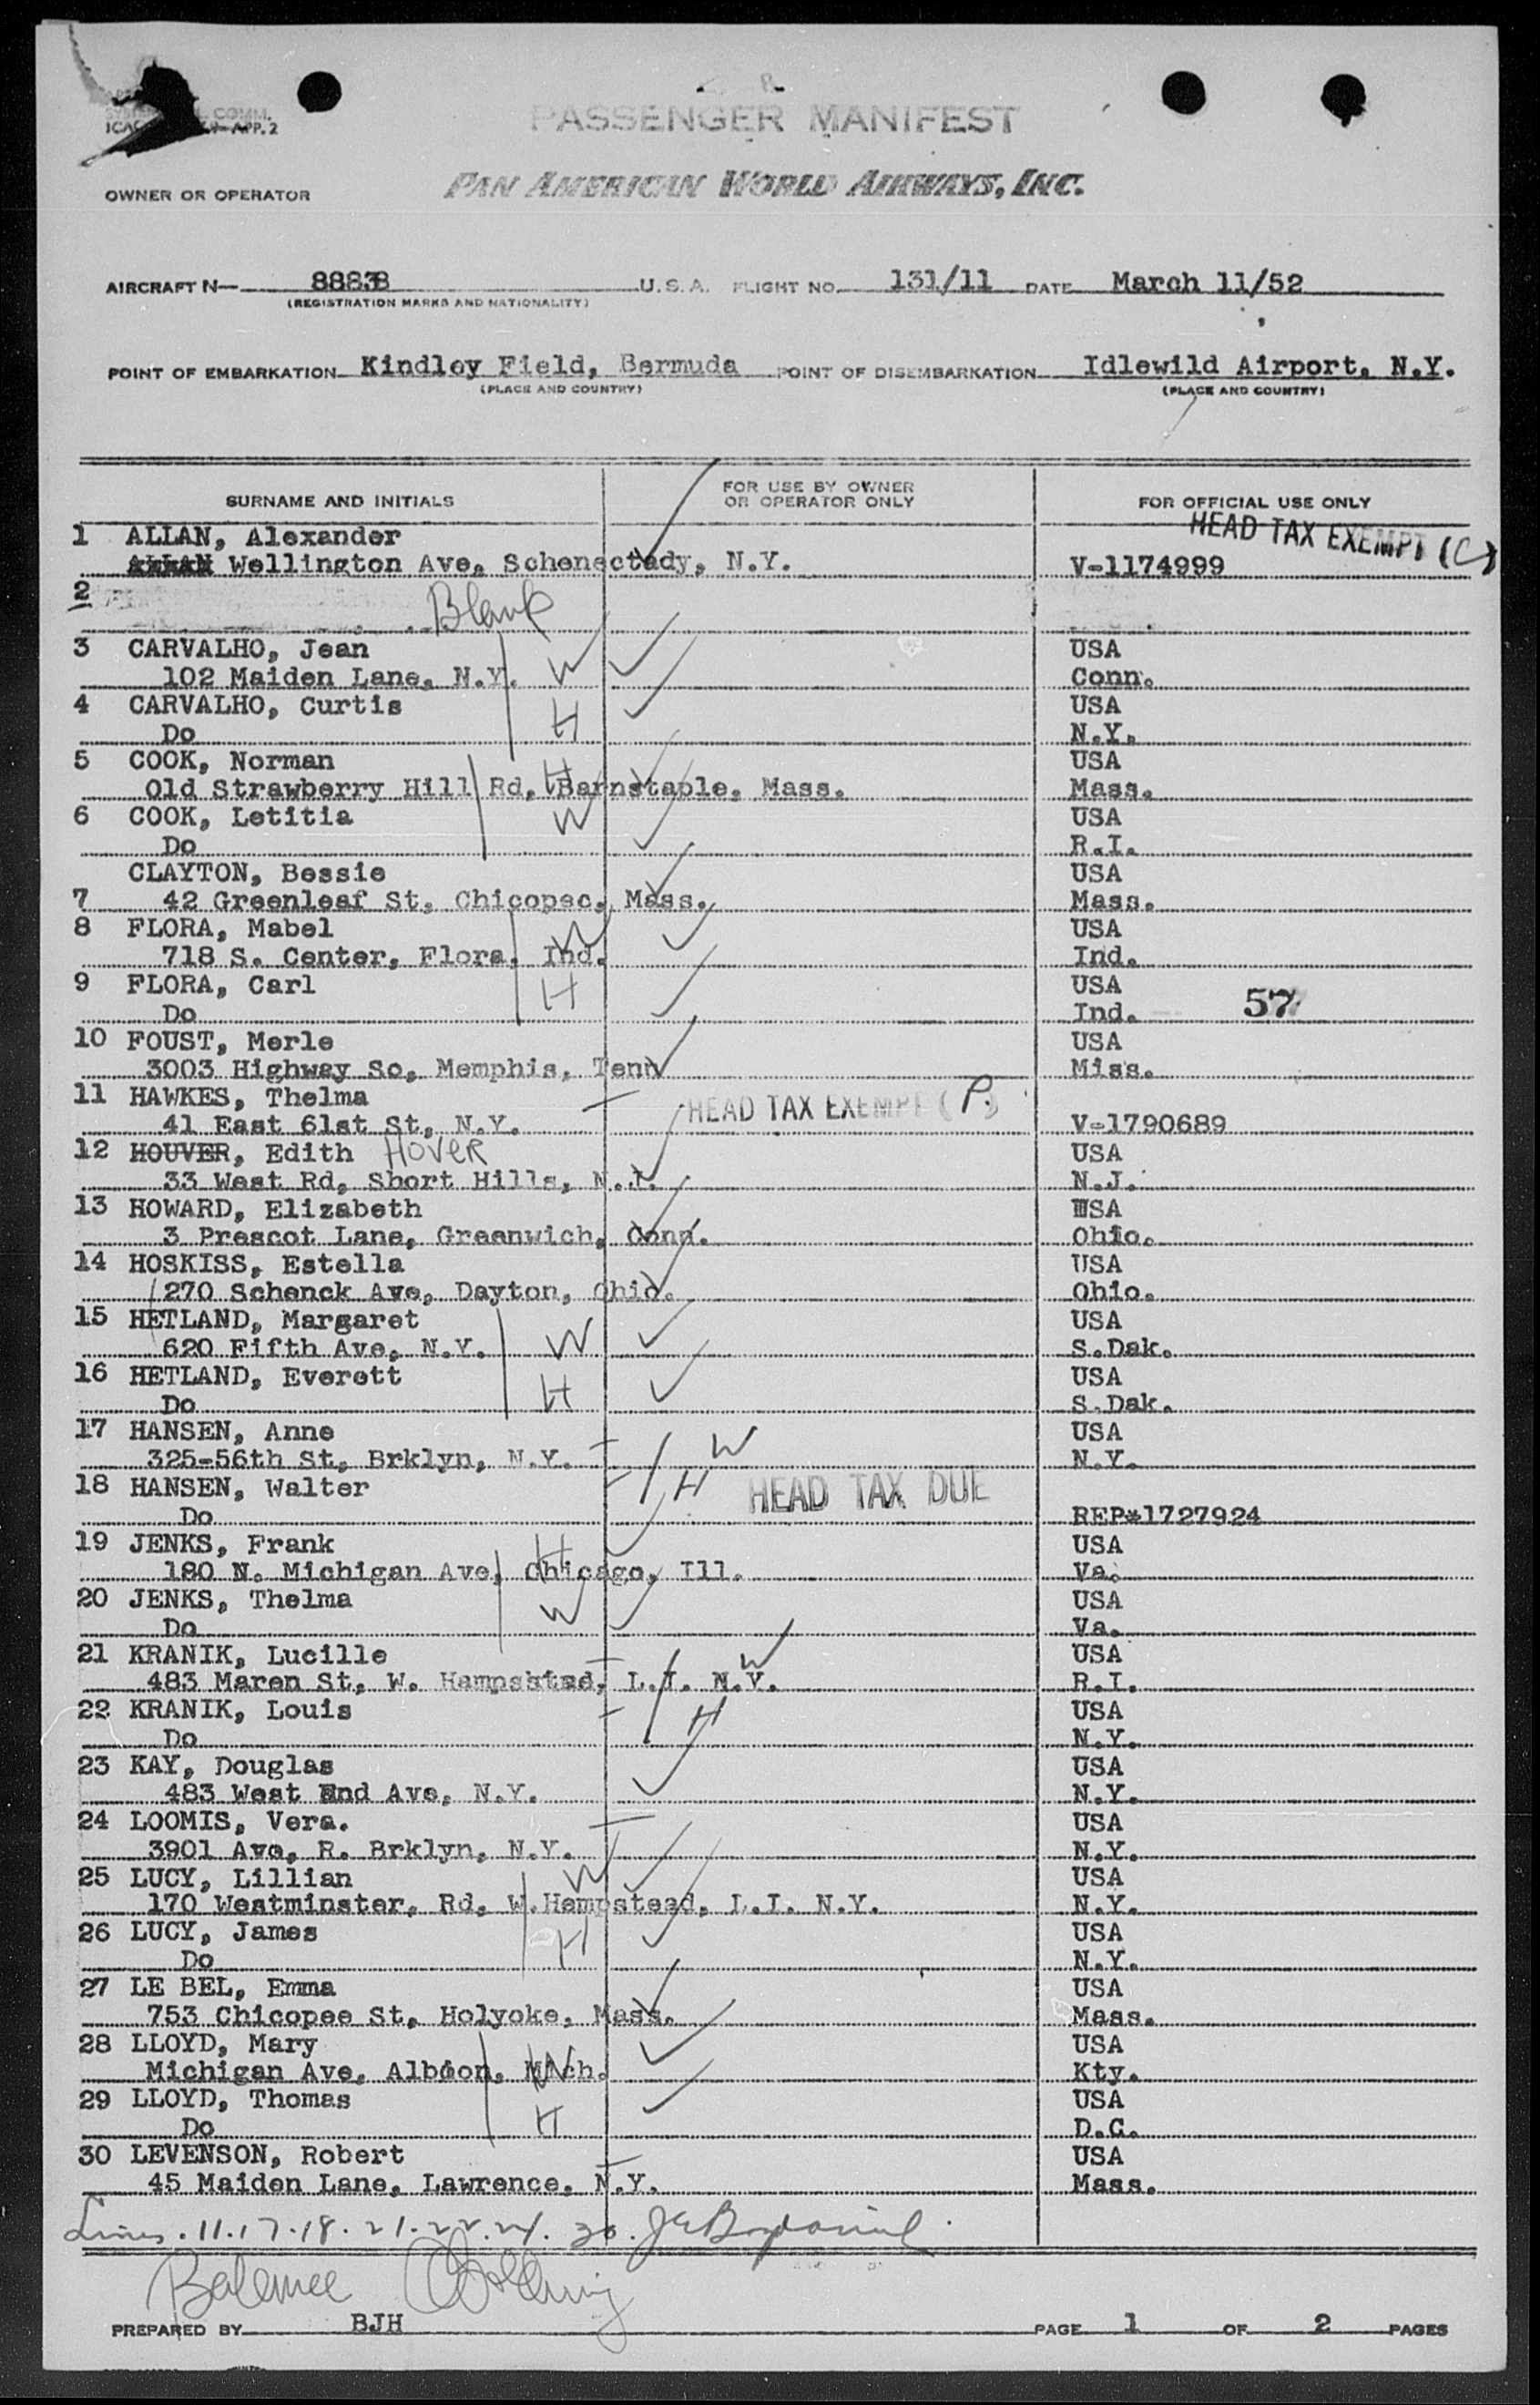 COMM.
ICAO APP. 2
PASSENGER MANIFEST
OWNER OR OPERATOR PAN AMERICAN WORLD AIRWAYS, INC.
AIRCRAFT N— U.S.A. FLIGHT NO. 131/11 DATE March 11/52
(REGISTRATION MARKS AND NATIONALITY)
POINT OF EMBARKATION Kindley Field, Bermuda POINT OF DISEMBARKATION Idlewild Airport, N.Y.
(PLACE AND COUNTRY) (PLACE AND COUNTRY)
SURNAME AND INITIALS FOR USE BY OWNER OR OPERATOR ONLY FOR OFFICIAL USE ONLY
HEAD TAX EXEMPT (C)
1 ALLAN, Alexander
Wellington Ave, Schenectady, N.Y. V-1174999
2 Blank
3 CARVALHO, Jean USA
102 Maiden Lane, N.Y. W Conn.
4 CARVALHO, Curtis USA
Do H N.Y.
5 COOK, Norman H USA
Old Strawberry Hill Rd, Barnstaple, Mass. Mass.
6 COOK, Letitia W USA
Do R.I.
CLAYTON, Bessie USA
7 42 Greenleaf St, Chicopee, Mass. Mass.
8 FLORA, Mabel W USA
718 S. Center, Flora, Ind. Ind.
9 FLORA, Carl H USA
Do Ind. 57
10 FOUST, Merle USA
3003 Highway So, Memphis, Tenn Miss.
11 HAWKES, Thelma HEAD TAX EXEMPT (P.)
41 East 61st St, N.Y. V-1790689
12 HOUVER, Edith HOVER USA
33 West Rd, Short Hills, N.J. N.J.
13 HOWARD, Elizabeth USA
3 Prescot Lane, Greenwich, Conn. Ohio.
14 HOSKISS, Estella USA
270 Schenck Ave, Dayton, Ohio. Ohio.
15 HETLAND, Margaret USA
620 Fifth Ave, N.Y. W S.Dak.
16 HETLAND, Everett USA
Do H S.Dak.
17 HANSEN, Anne W USA
325-56th St, Brklyn, N.Y. N.Y.
18 HANSEN, Walter H HEAD TAX DUE
Do REP*1727924
19 JENKS, Frank H USA
180 N. Michigan Ave, Chicago, Ill. Va.
20 JENKS, Thelma W USA
Do Va.
21 KRANIK, Lucille W USA
483 Maren St, W. Hempstead, L.I. N.Y. R.I.
22 KRANIK, Louis H USA
Do N.Y.
23 KAY, Douglas USA
483 West End Ave, N.Y. N.Y.
24 LOOMIS, Vera. USA
3901 Ave, R. Brklyn, N.Y. N.Y.
25 LUCY, Lillian W USA
170 Westminster, Rd, W.Hempstead, L.I. N.Y. N.Y.
26 LUCY, James H USA
Do N.Y.
27 LE BEL, Emma USA
753 Chicopee St, Holyoke, Mass. Mass.
28 LLOYD, Mary USA
Michigan Ave, Albion, Mich. W Kty.
29 LLOYD, Thomas USA
Do H D.C.
30 LEVENSON, Robert USA
45 Maiden Lane, Lawrence, N.Y. Mass.
Lines. 11. 17. 18. 21. 22. 24. 30.
Balance
PREPARED BY BJH PAGE 1 OF 2 PAGES